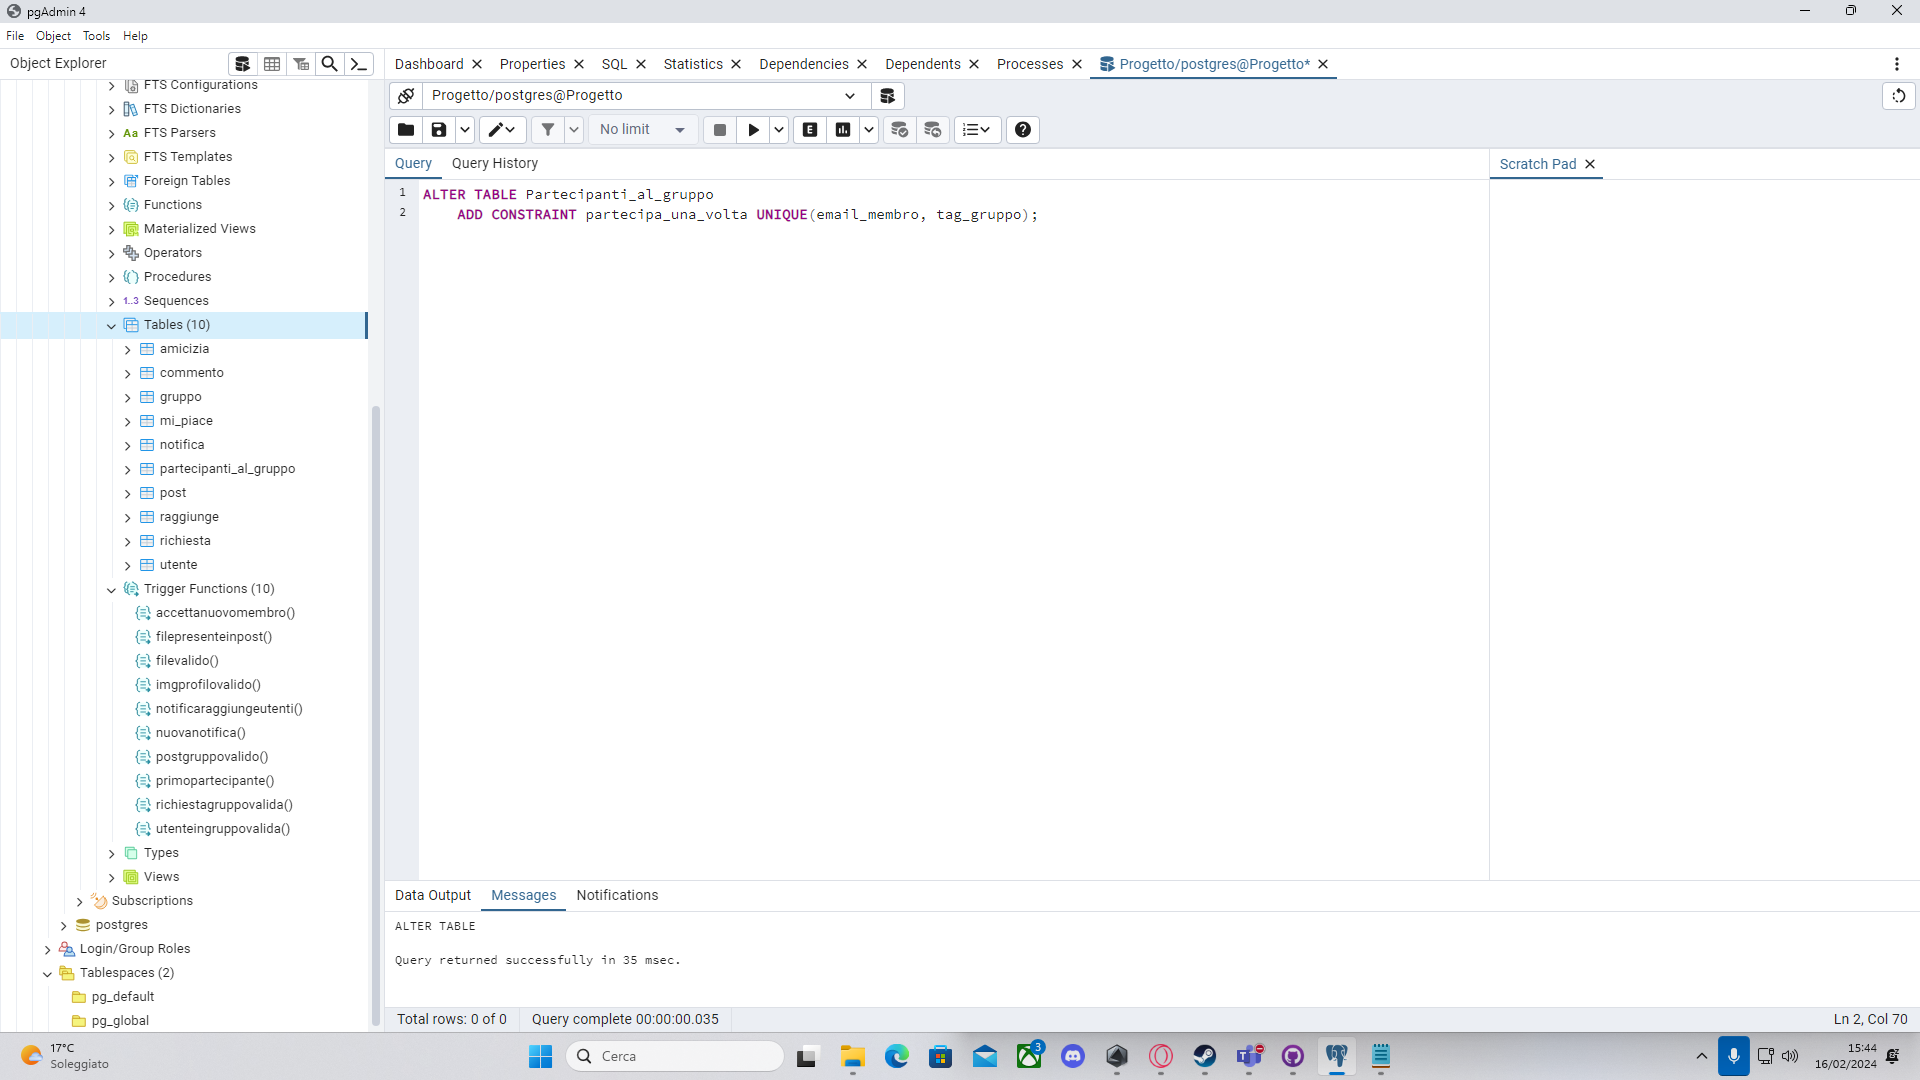 pgAdmin 4
File Object Tools Help
Object Explorer
FTS Configurations
FTS Dictionaries
Aa FTS Parsers
FTS Templates
Foreign Tables
Functions
Materialized Views
Operators
Procedures
1..3 Sequences
Tables (10)
amicizia
commento
gruppo
mi_piace
notifica
partecipanti_al_gruppo
post
raggiunge
richiesta
utente
Trigger Functions (10)
accettanuovomembro()
filepresenteinpost()
filevalido()
imgprofilovalido()
notificaraggiungeutenti()
nuovanotifica()
postgruppovalido()
primopartecipante()
richiestagruppovalida()
utenteingruppovalida()
Types
Views
Subscriptions
postgres
Login/Group Roles
Tablespaces (2)
pg_default
pg_global
Dashboard Properties SQL Statistics Dependencies Dependents Processes Progetto/postgres@Progetto*
Progetto/postgres@Progetto
No limit E
Query Query History
Scratch Pad
1 ALTER TABLE Partecipanti_al_gruppo
2 ADD CONSTRAINT partecipa_una_volta UNIQUE(email_membro, tag_gruppo);
Data Output Messages Notifications
ALTER TABLE
Query returned successfully in 35 msec.
Total rows: 0 of 0 Query complete 00:00:00.035 Ln 2, Col 70
17°C
Soleggiato
Cerca
3
15:44
16/02/2024